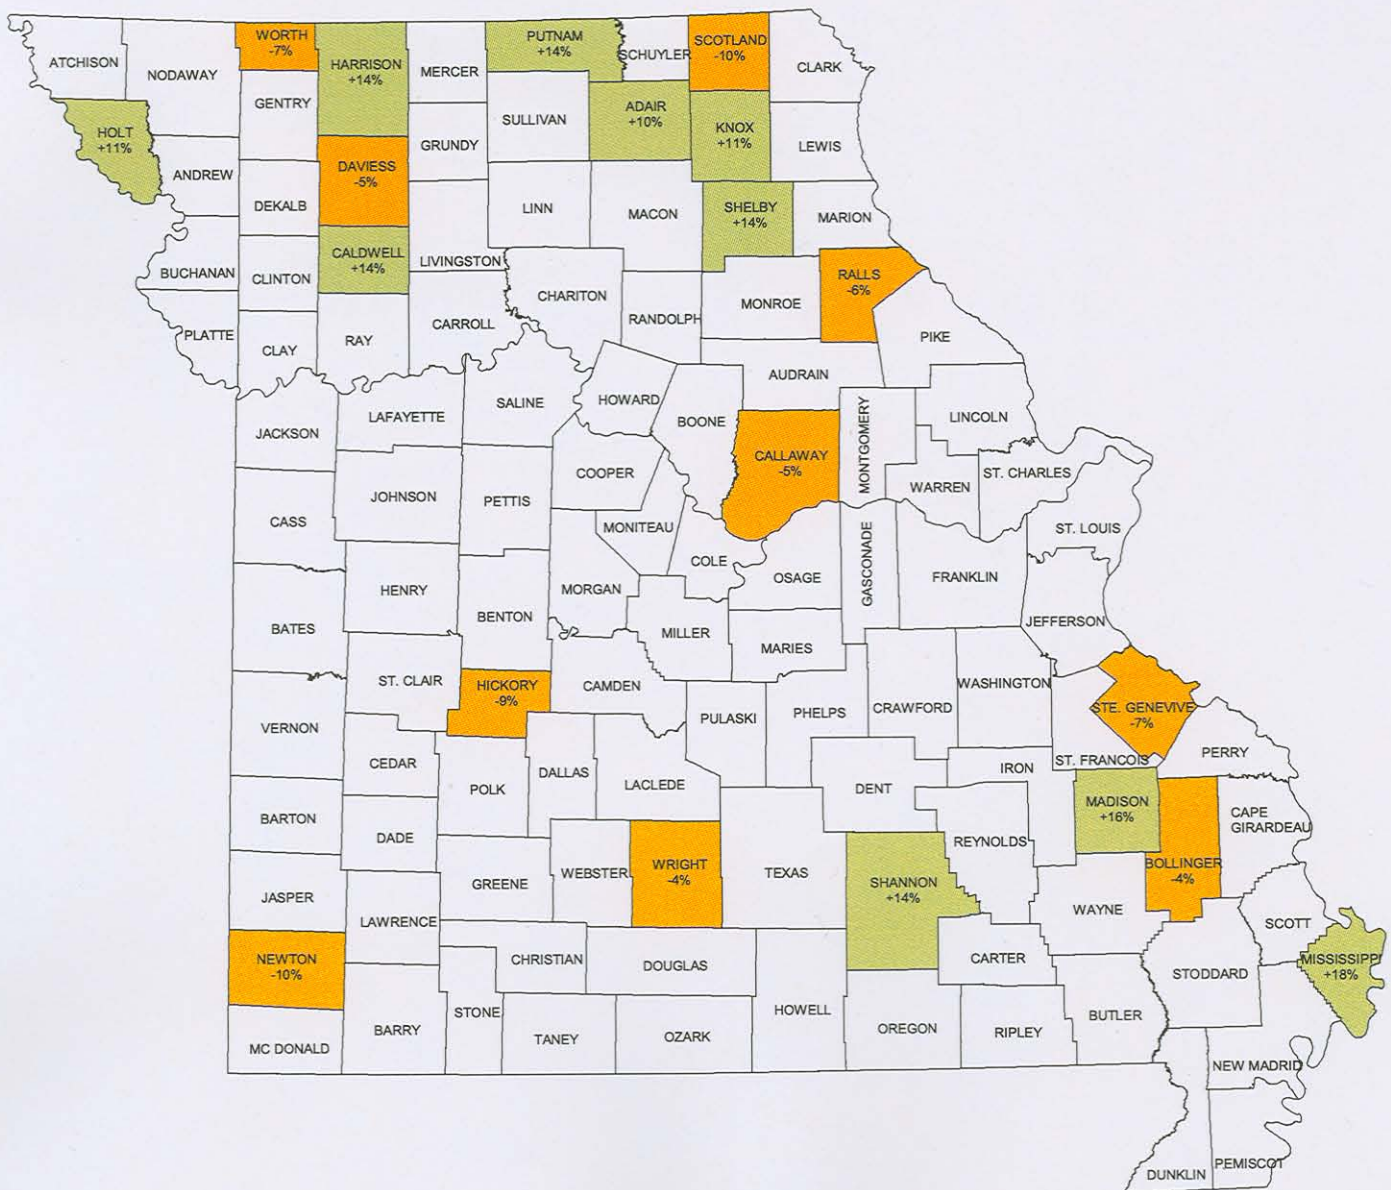 WORTH
-7%
PUTNAM
+14%
SCOTLAND
-10%
ATCHISON
NODAWAY
HARRISON
+14%
MERCER
SCHUYLER
CLARK
GENTRY
SULLIVAN
ADAIR
+10%
KNOX
+11%
HOLT
+11%
GRUNDY
LEWIS
ANDREW
DAVIESS
-5%
DEKALB
LINN
MACON
SHELBY
+14%
MARION
BUCHANAN
CLINTON
CALDWELL
+14%
LIVINGSTON
CHARITON
RANDOLPH
MONROE
RALLS
-6%
PLATTE
CLAY
RAY
CARROLL
PIKE
AUDRAIN
JACKSON
LAFAYETTE
SALINE
HOWARD
BOONE
MONTGOMERY
LINCOLN
CALLAWAY
-5%
COOPER
WARREN
ST. CHARLES
CASS
JOHNSON
PETTIS
MONITEAU
ST. LOUIS
COLE
OSAGE
GASCONADE
FRANKLIN
HENRY
MORGAN
BENTON
BATES
MILLER
MARIES
JEFFERSON
ST. CLAIR
HICKORY
-9%
CAMDEN
WASHINGTON
VERNON
PULASKI
PHELPS
CRAWFORD
STE. GENEVIVE
-7%
PERRY
CEDAR
POLK
DALLAS
LACLEDE
DENT
IRON
ST. FRANCOIS
BARTON
DADE
MADISON
+16%
CAPE
GIRARDEAU
REYNOLDS
JASPER
GREENE
WEBSTER
WRIGHT
-4%
TEXAS
SHANNON
+14%
BOLLINGER
-4%
LAWRENCE
WAYNE
SCOTT
NEWTON
-10%
CHRISTIAN
DOUGLAS
CARTER
STODDARD
MISSISSIPPI
+18%
MC DONALD
BARRY
STONE
TANEY
OZARK
HOWELL
OREGON
RIPLEY
BUTLER
NEW MADRID
DUNKLIN
PEMISCOT